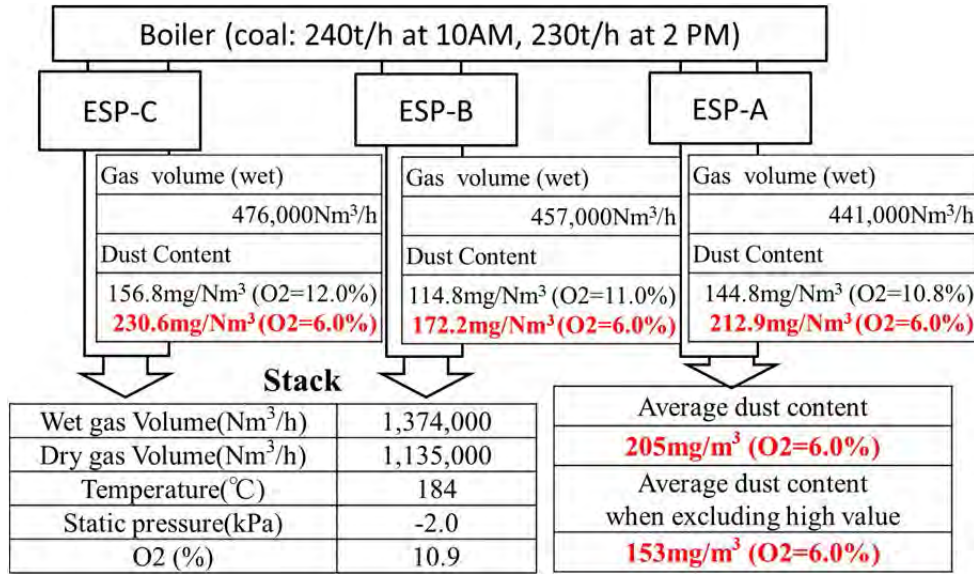 Boiler (coal: 240t/h at 10AM, 230t/h at 2 PM)
ESP-C
ESP-B
ESP-A
Gas volume (wet)
476,000Nm³/h
Dust Content
156.8mg/Nm³ (O2=12.0%)
230.6mg/Nm³ (O2=6.0%)
Gas volume (wet)
457,000Nm³/h
Dust Content
114.8mg/Nm³ (O2=11.0%)
172.2mg/Nm³ (O2=6.0%)
Gas volume (wet)
441,000Nm³/h
Dust Content
144.8mg/Nm³ (O2=10.8%)
212.9mg/Nm³ (O2=6.0%)
Stack
Wet gas Volume(Nm³/h) 1,374,000
Dry gas Volume(Nm³/h) 1,135,000
Temperature(℃) 184
Static pressure(kPa) -2.0
O2 (%) 10.9
Average dust content
205mg/m³ (O2=6.0%)
Average dust content
when excluding high value
153mg/m³ (O2=6.0%)